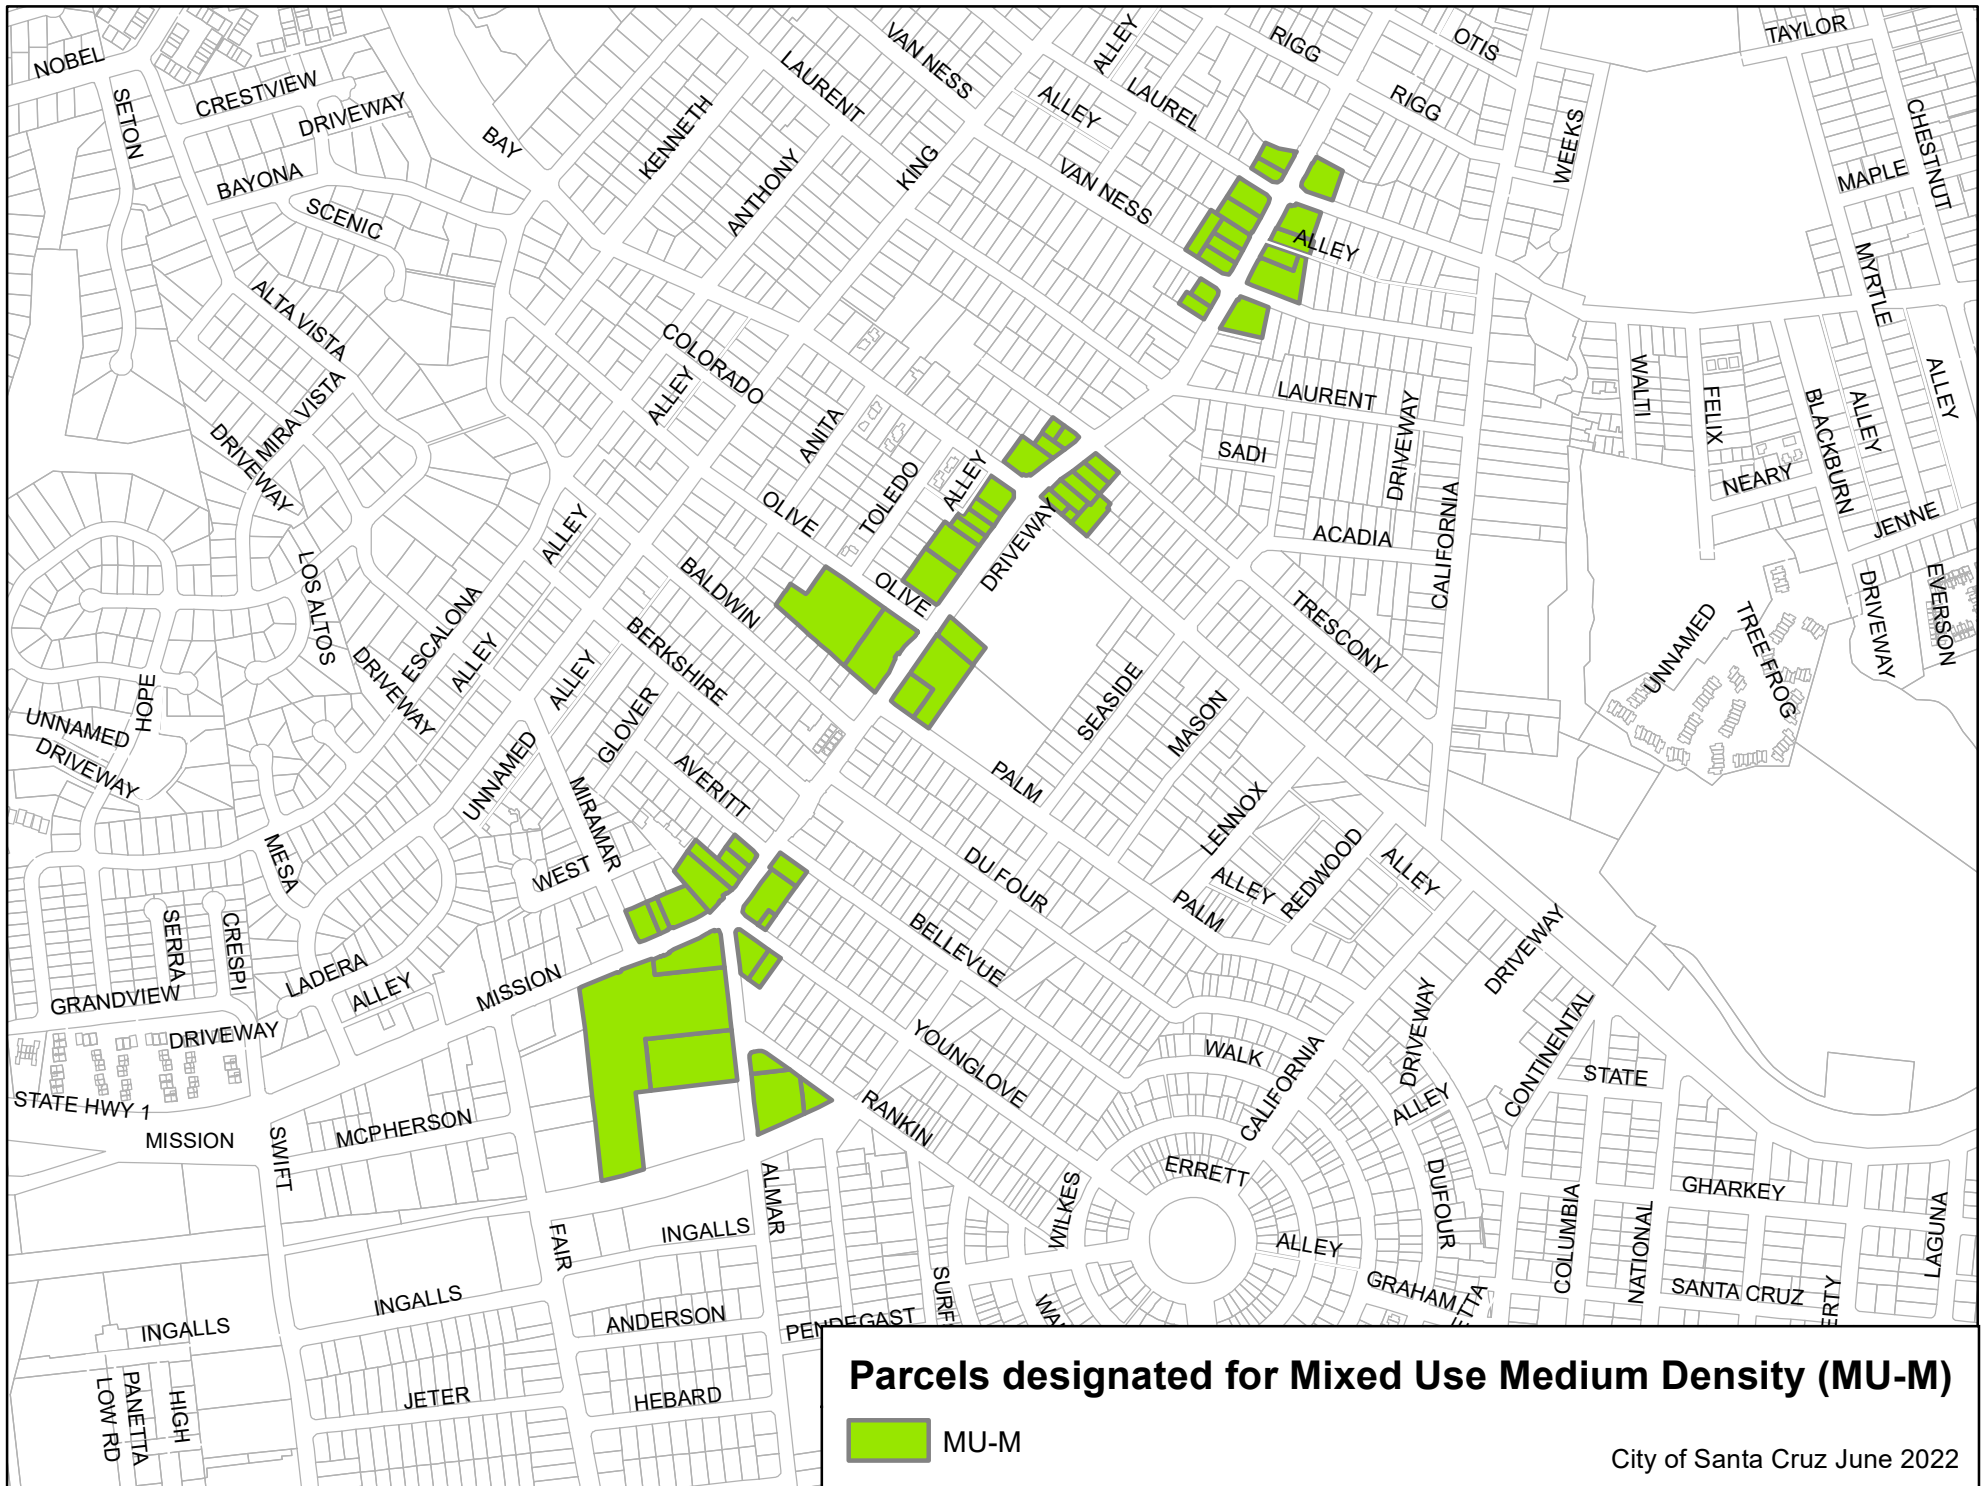 NOBEL
SETON
CRESTVIEW
DRIVEWAY
BAYONA
SCENIC
BAY
KENNETH
LAURENT
ANTHONY
VAN NESS
KING
ALLEY
ALLEY
LAUREL
VAN NESS
RIGG
OTIS
RIGG
WEEKS
TAYLOR
CHESTNUT
MAPLE
MYRTLE
ALLEY
ALTA VISTA
MIRA VISTA
DRIVEWAY
COLORADO
ALLEY
ANITA
OLIVE
TOLEDO
ALLEY
ALLEY
LAURENT
SADI
DRIVEWAY
ACADIA
CALIFORNIA
WALTI
FELIX
NEARY
BLACKBURN
ALLEY
ALLEY
JENNE
LOS ALTOS
ESCALONA
DRIVEWAY
ALLEY
BALDWIN
BERKSHIRE
OLIVE
DRIVEWAY
TRESCONY
UNNAMED
TREE FROG
DRIVEWAY
EVERSON
HOPE
UNNAMED
DRIVEWAY
ALLEY
GLOVER
UNNAMED
MIRAMAR
AVERITT
SEASIDE
MASON
PALM
LENNOX
MESA
WEST
DU FOUR
ALLEY
REDWOOD
ALLEY
PALM
SERRA
CRESPI
LADERA
ALLEY
MISSION
GRANDVIEW
DRIVEWAY
BELLEVUE
DRIVEWAY
DRIVEWAY
CONTINENTAL
STATE HWY 1
MISSION
SWIFT
MCPHERSON
YOUNGLOVE
RANKIN
WALK
CALIFORNIA
ALLEY
STATE
ALMAR
FAIR
INGALLS
WILKES
ERRETT
ALLEY
DUFOUR
GRAHAM
COLUMBIA
NATIONAL
GHARKEY
SANTA CRUZ
LAGUNA
INGALLS
INGALLS
ANDERSON
PENDEGAST
SURF
WA
ETTA
ERTY
LOW RD
PANETTA
HIGH
JETER
HEBARD
Parcels designated for Mixed Use Medium Density (MU-M)
MU-M
City of Santa Cruz June 2022